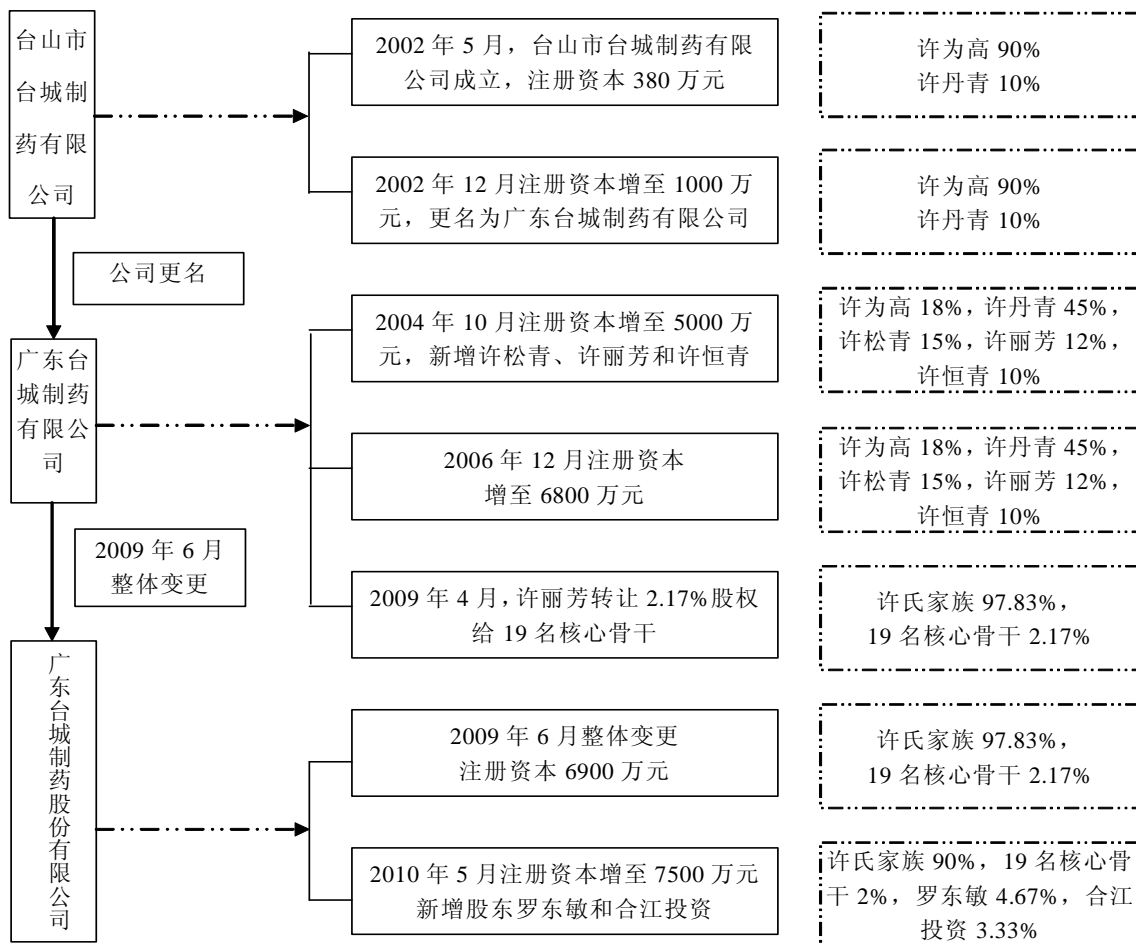 台山市
台城制
药有限
公司
2002 年 5 月，台山市台城制药有限
公司成立，注册资本 380 万元
许为高 90%
许丹青 10%
2002 年 12 月注册资本增至 1000 万
元，更名为广东台城制药有限公司
许为高 90%
许丹青 10%
公司更名
广东台
城制药
有限公
司
2004 年 10 月注册资本增至 5000 万
元，新增许松青、许丽芳和许恒青
许为高 18%，许丹青 45%，
许松青 15%，许丽芳 12%，
许恒青 10%
2006 年 12 月注册资本
增至 6800 万元
许为高 18%，许丹青 45%，
许松青 15%，许丽芳 12%，
许恒青 10%
2009 年 6 月
整体变更
2009 年 4 月，许丽芳转让 2.17%股权
给 19 名核心骨干
许氏家族 97.83%，
19 名核心骨干 2.17%
广东台城制药股份有限公司
2009 年 6 月整体变更
注册资本 6900 万元
许氏家族 97.83%，
19 名核心骨干 2.17%
2010 年 5 月注册资本增至 7500 万元
新增股东罗东敏和合江投资
许氏家族 90%，19 名核心骨
干 2%，罗东敏 4.67%，合江
投资 3.33%